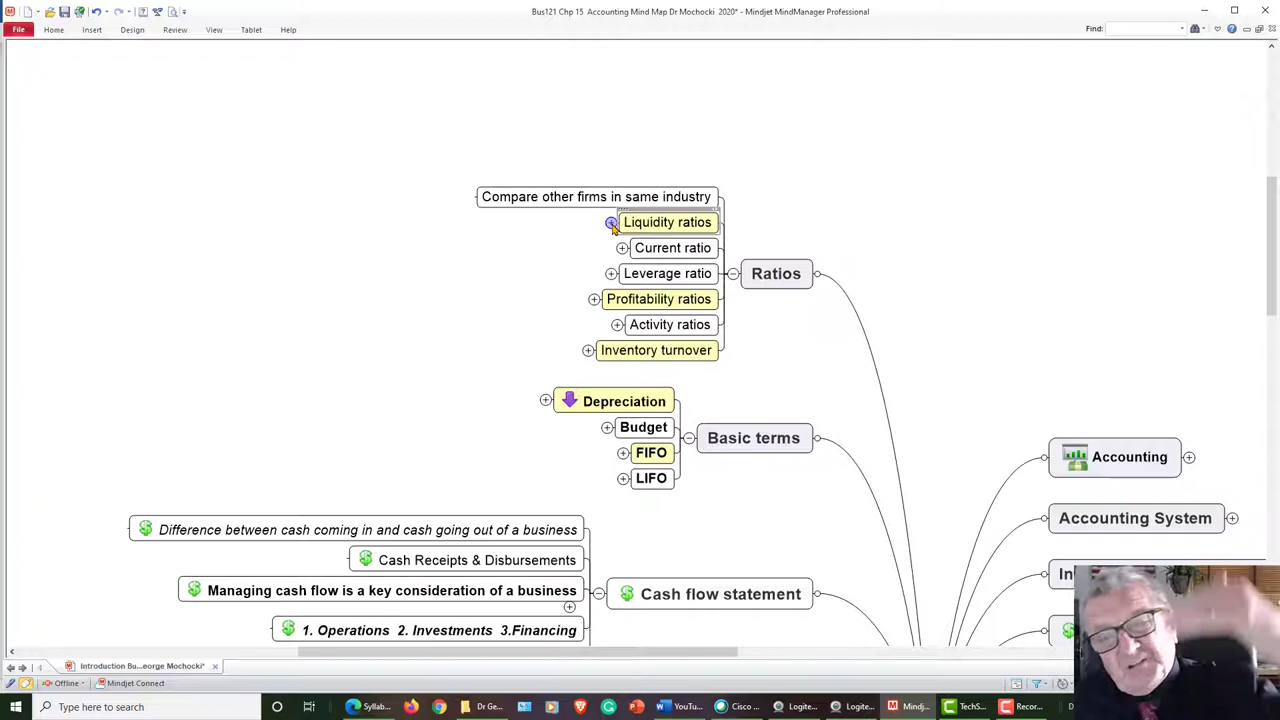 Bus121 Chp 15 Accounting Mind Map Dr Mochocki 2020* - Mindjet MindManager Professional
File Home Insert Design Review View Tablet Help Find:
Compare other firms in same industry
Liquidity ratios
Current ratio
Leverage ratio
Profitability ratios
Activity ratios
Inventory turnover
Ratios
Depreciation
Budget
FIFO
LIFO
Basic terms
Accounting
Accounting System
Difference between cash coming in and cash going out of a business
Cash Receipts & Disbursements
Managing cash flow is a key consideration of a business
1. Operations 2. Investments 3.Financing
Cash flow statement
Introduction Bu...eorge Mochocki*
Offline Mindjet Connect
Type here to search
Syllab... Dr Ge... YouTu... Cisco ... Logite... Logite... Mindj... TechS... Recor...